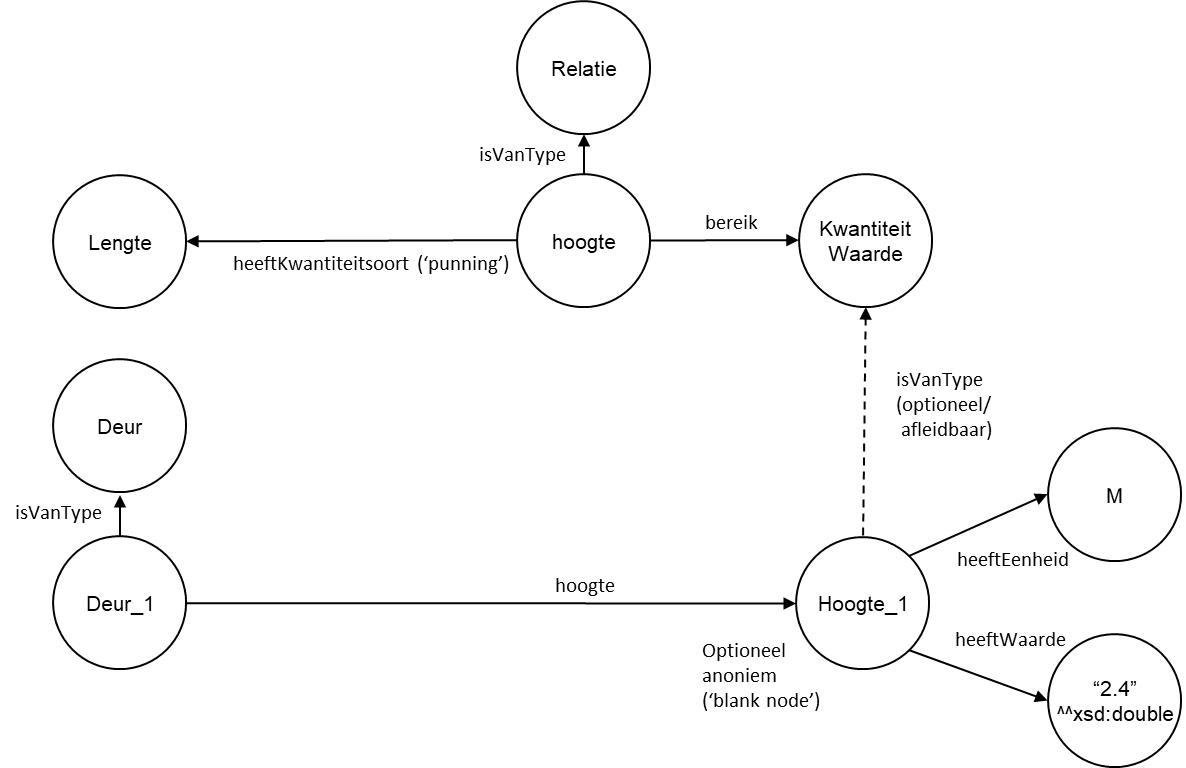 Relatie
isVanType
Lengte
hoogte
bereik
Kwantiteit
Waarde
heeftKwantiteitsoort (‘punning’)
isVanType
(optioneel/
afleidbaar)
Deur
M
isVanType
heeftEenheid
hoogte
Deur_1
Hoogte_1
heeftWaarde
Optioneel
anoniem
(‘blank node’)
“2.4”
^^xsd:double